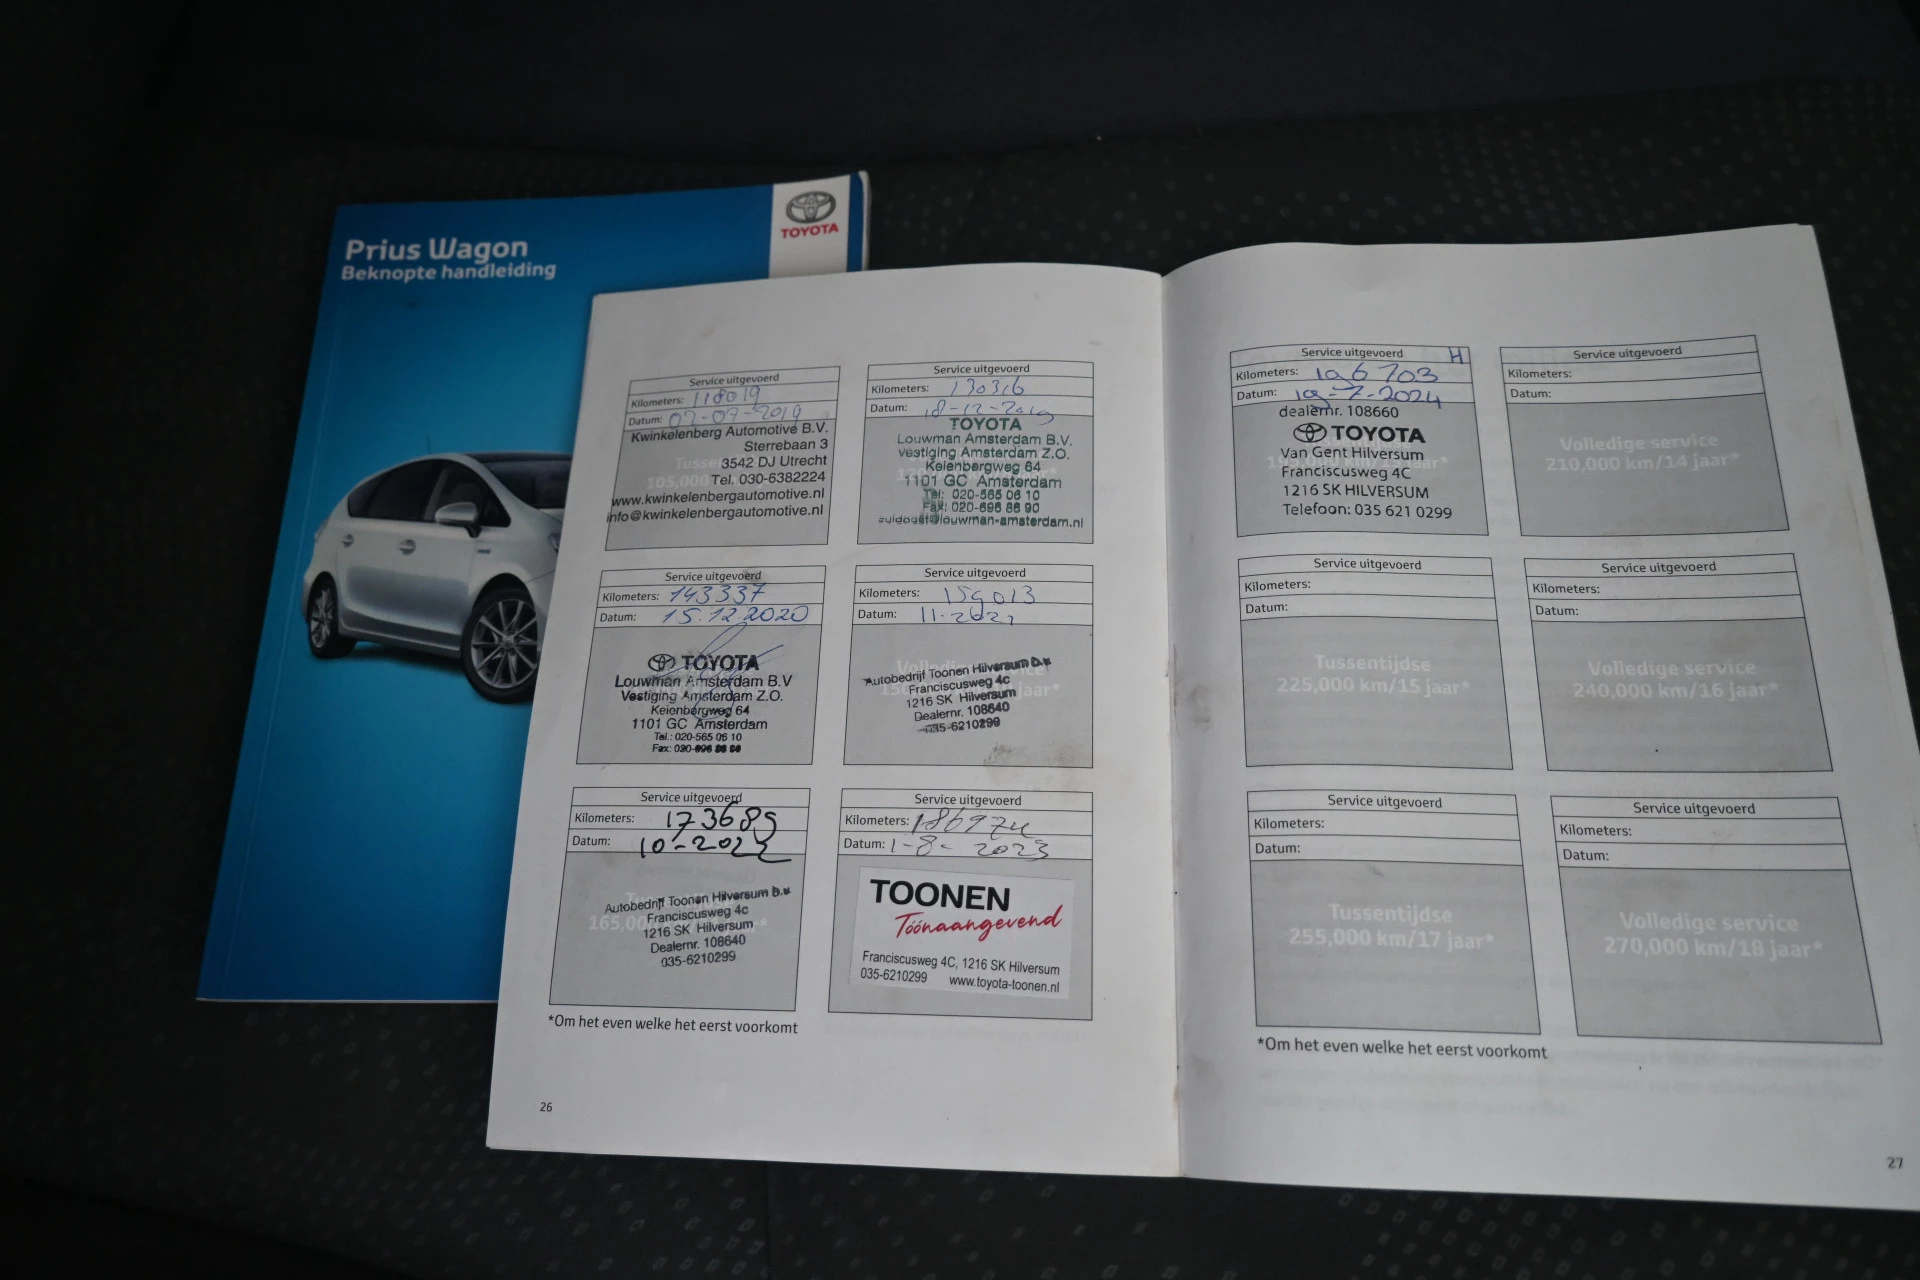 Prius Wagon
Beknopte handleiding
TOYOTA
Service uitgevoerd
Kilometers: 118019
Datum: 02-07-2019
Kwinkelenberg Automotive B.V.
Sterrebaan 3
3542 DJ Utrecht
Tel. 030-6382224
www.kwinkelenbergautomotive.nl
info@kwinkelenbergautomotive.nl
105,000
Service uitgevoerd
Kilometers: 130316
Datum: 18-12-2019
TOYOTA
Louwman Amsterdam B.V.
vestiging Amsterdam Z.O.
Keienbergweg 64
1101 GC Amsterdam
Tel: 020-565 06 10
Fax: 020-696 86 90
Service uitgevoerd
Kilometers: 143337
Datum: 15.12.2020
TOYOTA
Louwman Amsterdam B.V
Vestiging Amsterdam Z.O.
Keienbergweg 64
1101 GC Amsterdam
Tel.: 020-565 06 10
Fax: 020-696
Service uitgevoerd
Kilometers: 159013
Datum: 11-2021
Autobedrijf Toonen Hilversum b.v
Franciscusweg 4c
1216 SK Hilversum
Dealernr. 108640
035-6210299
Service uitgevoerd
Kilometers: 173689
Datum: 10-2022
Autobedrijf Toonen Hilversum b.v
Franciscusweg 4c
1216 SK Hilversum
Dealernr. 108640
035-6210299
Service uitgevoerd
Kilometers: 186974
Datum: 1-8-2023
TOONEN
Toonaangevend
Franciscusweg 4C, 1216 SK Hilversum
035-6210299 www.toyota-toonen.nl
*Om het even welke het eerst voorkomt
26
Service uitgevoerd H
Kilometers: 196703
Datum: 19-7-2024
dealernr. 108660
TOYOTA
Van Gent Hilversum
Franciscusweg 4C
1216 SK HILVERSUM
Telefoon: 035 621 0299
Service uitgevoerd
Kilometers:
Datum:
Volledige service
210,000 km/14 jaar*
Service uitgevoerd
Kilometers:
Datum:
Tussentijdse
225,000 km/15 jaar*
Service uitgevoerd
Kilometers:
Datum:
Volledige service
240,000 km/16 jaar*
Service uitgevoerd
Kilometers:
Datum:
Tussentijdse
255,000 km/17 jaar*
Service uitgevoerd
Kilometers:
Datum:
Volledige service
270,000 km/18 jaar*
*Om het even welke het eerst voorkomt
27